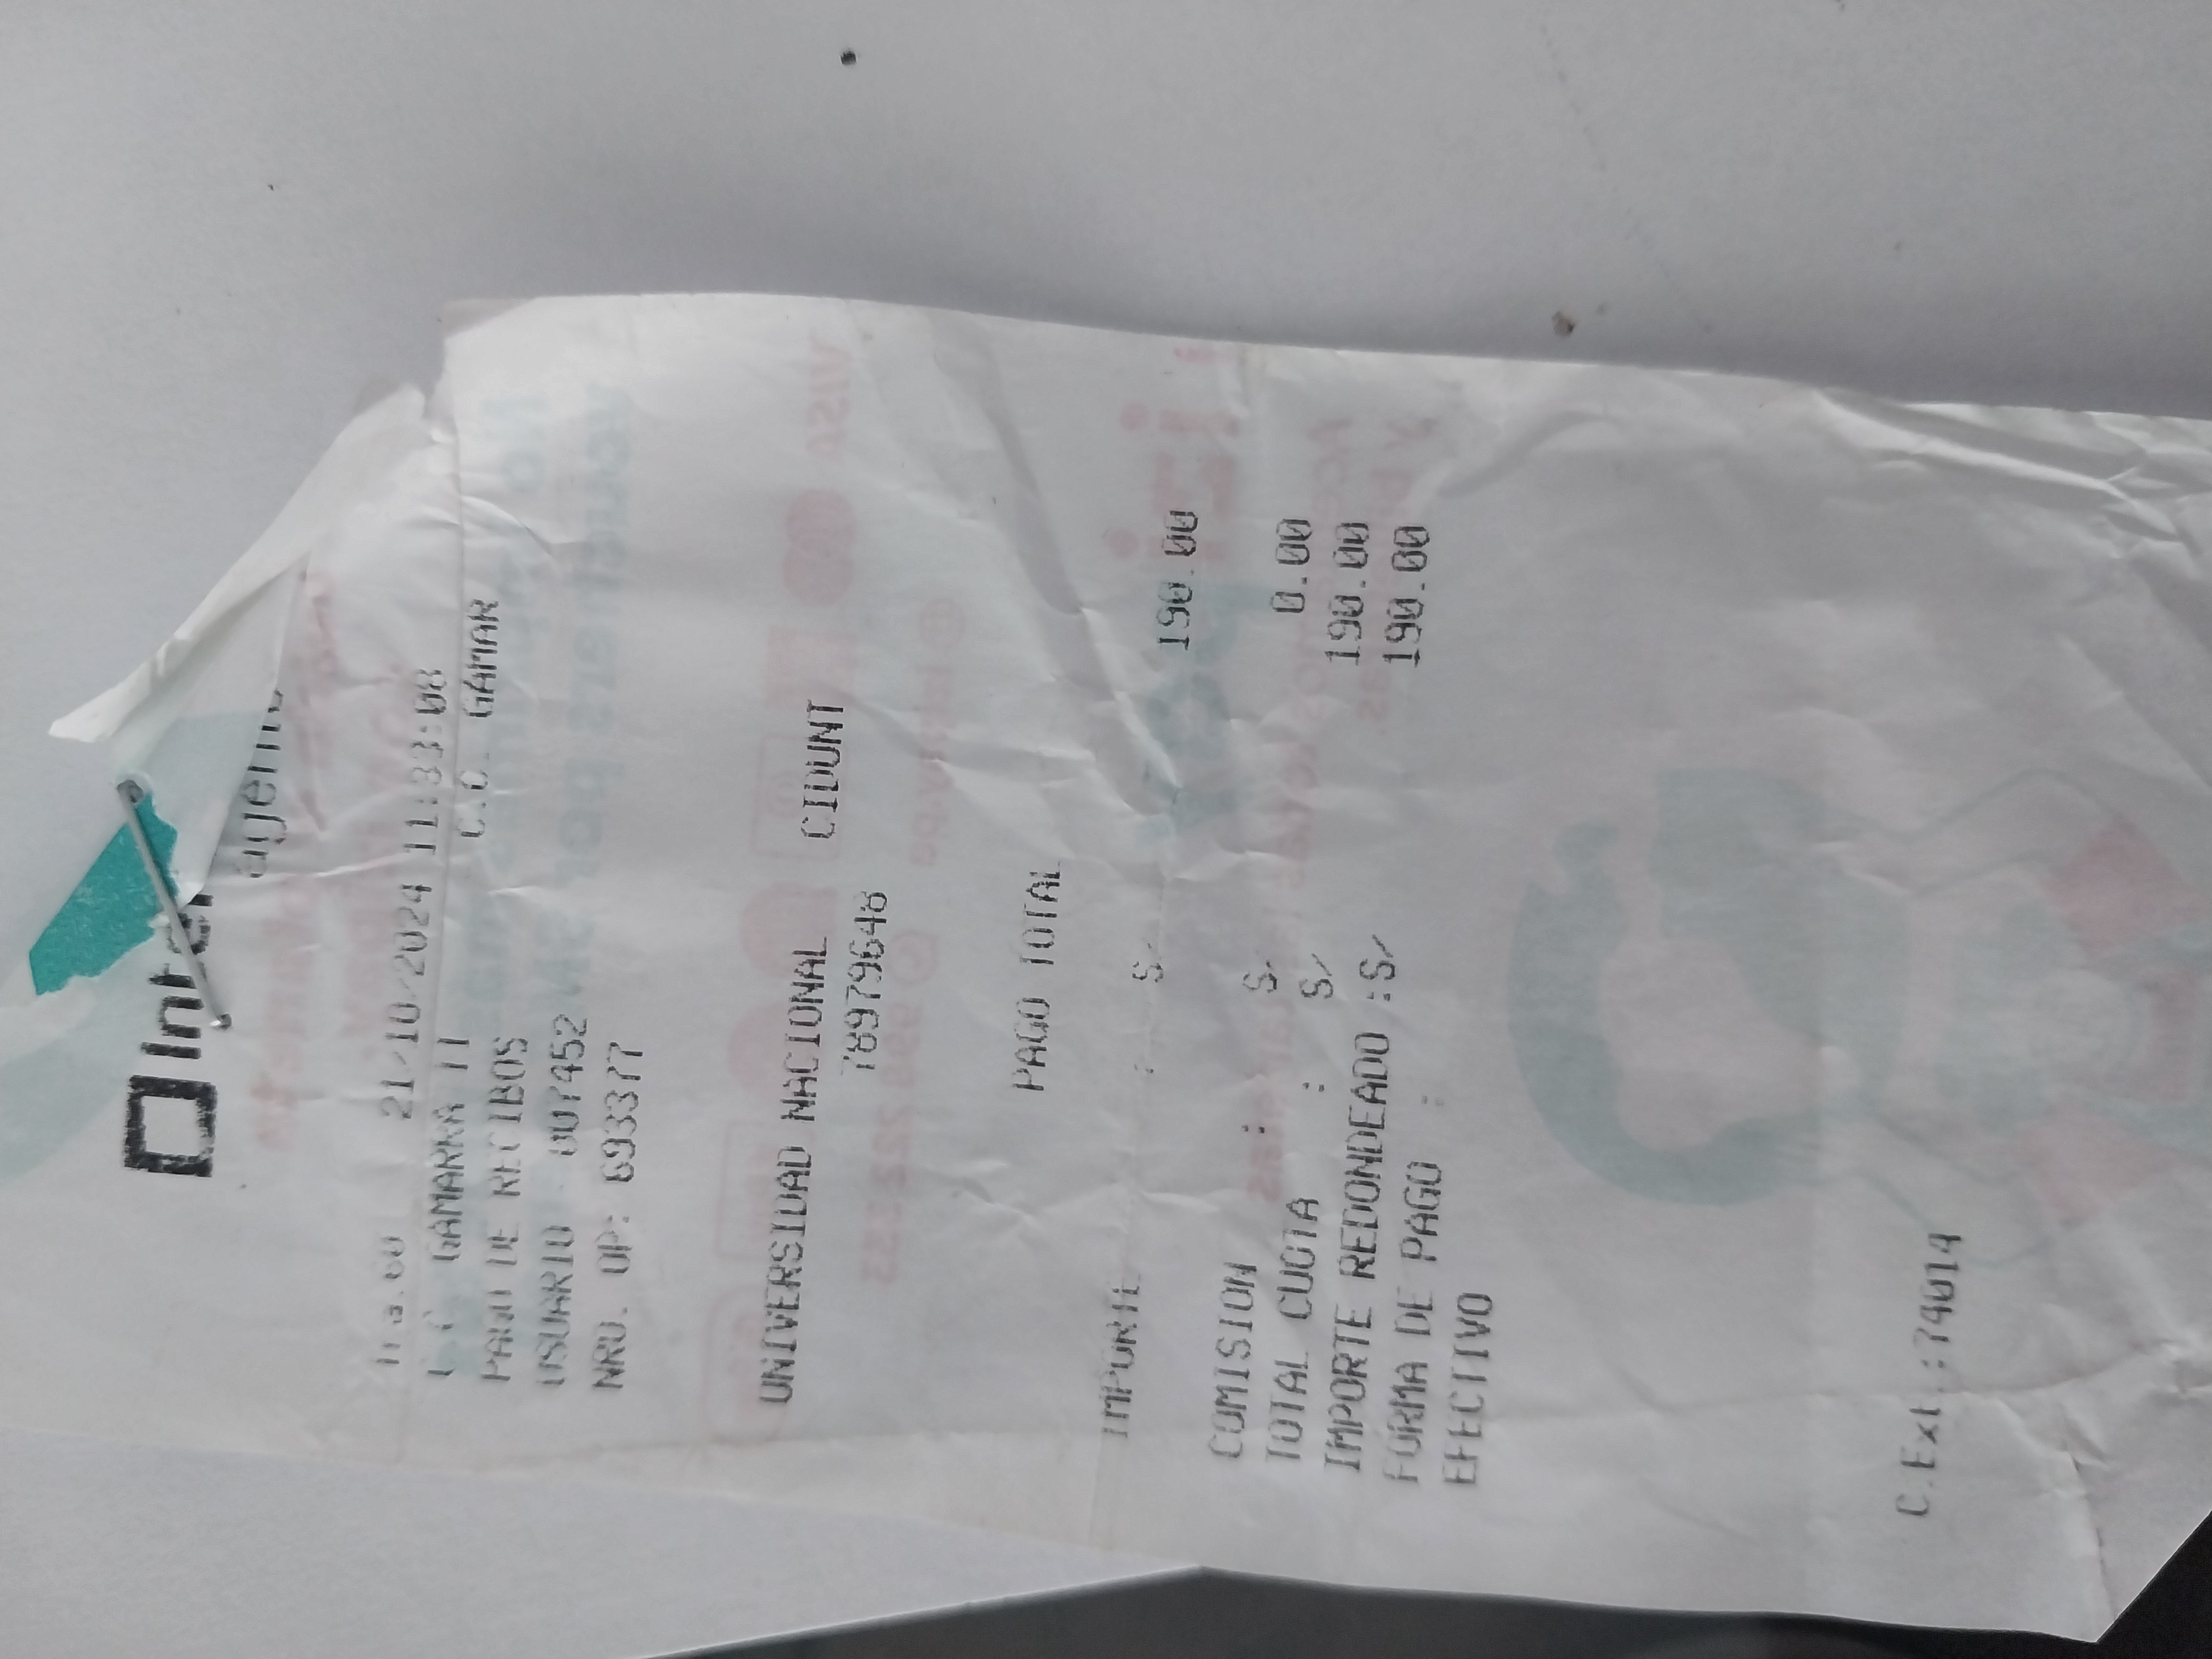 Inter
agente
21/10/2024 11:33:08
C.C. GAMARRA II C.C. GAMAR
PAGO DE RECIBOS
USUARIO 007452
NRO. OP: 693377
UNIVERSIDAD NACIONAL CIDUNT
78979648
PAGO TOTAL
IMPORTE : S/ 190.00
COMISION : S/ 0.00
TOTAL CUOTA : S/ 190.00
IMPORTE REDONDEADO :S/ 190.00
FORMA DE PAGO :
EFECTIVO
C.Ext.:74014